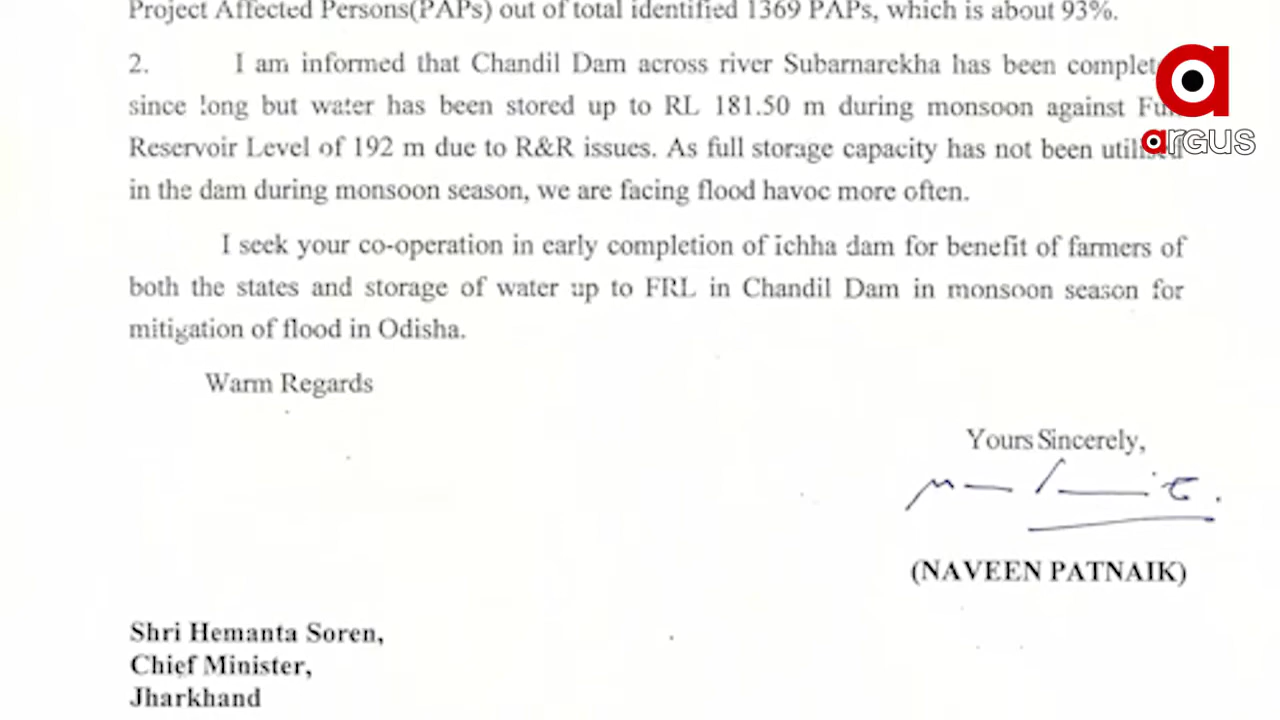 Project Affected Persons(PAPs) out of total identified 1369 PAPs, which is about 93%.
2. I am informed that Chandil Dam across river Subarnarekha has been complet
since long but water has been stored up to RL 181.50 m during monsoon against Fu
Reservoir Level of 192 m due to R&R issues. As full storage capacity has not been utilised
in the dam during monsoon season, we are facing flood havoc more often.
I seek your co-operation in early completion of ichha dam for benefit of farmers of
both the states and storage of water up to FRL in Chandil Dam in monsoon season for
mitigation of flood in Odisha.
Warm Regards
Yours Sincerely,
(NAVEEN PATNAIK)
Shri Hemanta Soren,
Chief Minister,
Jharkhand
argus